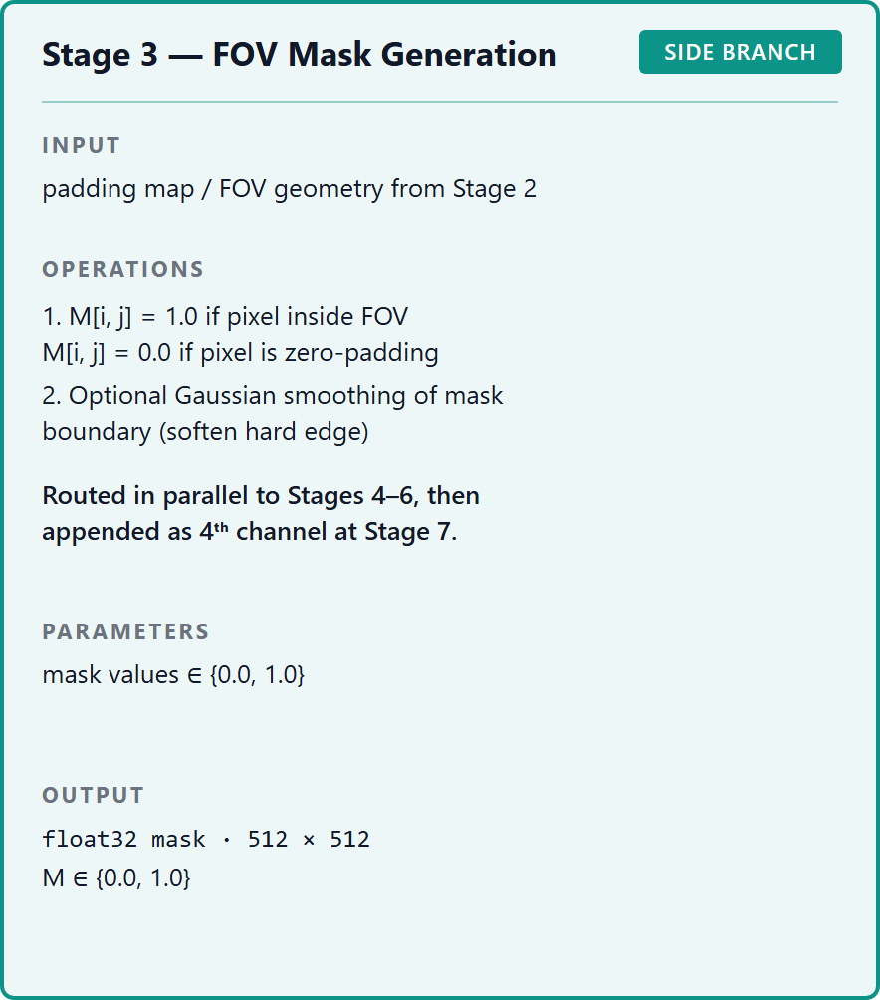 Stage 3 — FOV Mask Generation
SIDE BRANCH
INPUT
padding map / FOV geometry from Stage 2
OPERATIONS
1. M[i, j] = 1.0 if pixel inside FOV
M[i, j] = 0.0 if pixel is zero-padding
2. Optional Gaussian smoothing of mask
boundary (soften hard edge)
Routed in parallel to Stages 4–6, then
appended as 4ᵗʰ channel at Stage 7.
PARAMETERS
mask values ∈ {0.0, 1.0}
OUTPUT
float32 mask · 512 × 512
M ∈ {0.0, 1.0}